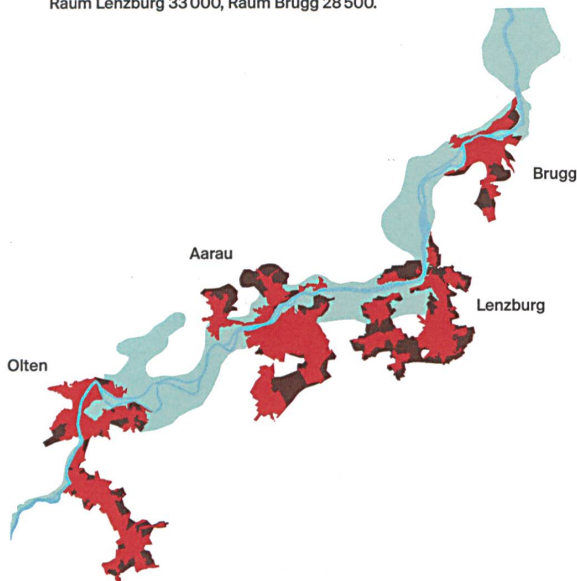 Raum Lenzburg 33 000, Raum Brugg 28 500.
Brugg
Aarau
Lenzburg
Olten